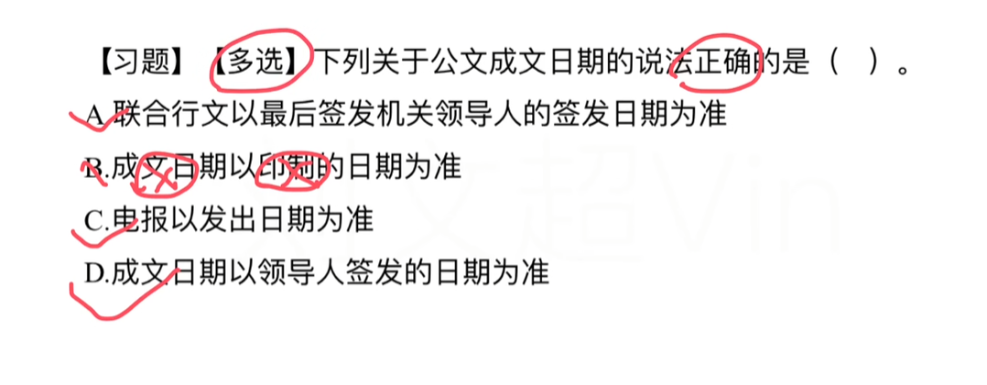 【习题】【多选】下列关于公文成文日期的说法正确的是（ ）。
A.联合行文以最后签发机关领导人的签发日期为准
B.成文日期以印制的日期为准
C.电报以发出日期为准
D.成文日期以领导人签发的日期为准